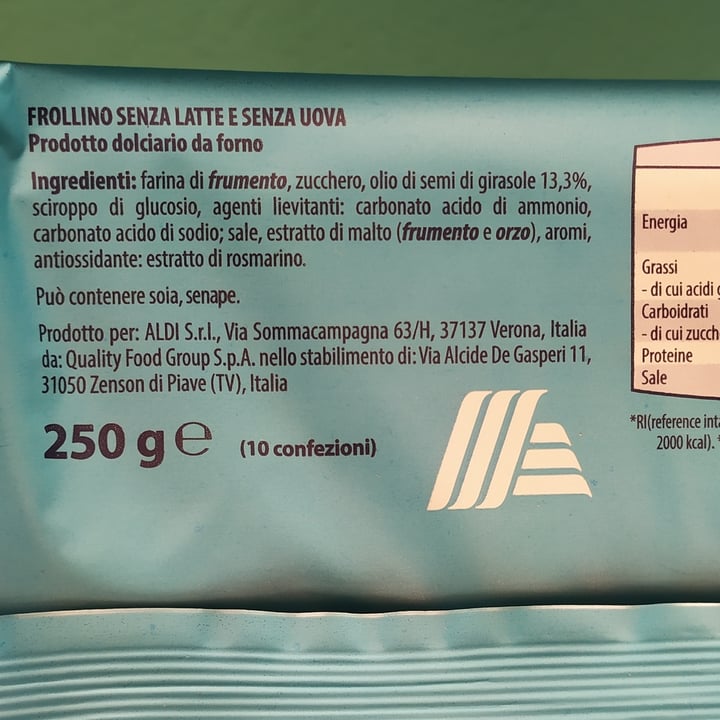 FROLLINO SENZA LATTE E SENZA UOVA
Prodotto dolciario da forno
Ingredienti: farina di frumento, zucchero, olio di semi di girasole 13,3%,
sciroppo di glucosio, agenti lievitanti: carbonato acido di ammonio,
carbonato acido di sodio; sale, estratto di malto (frumento e orzo), aromi,
antiossidante: estratto di rosmarino.
Può contenere soia, senape.
Prodotto per: ALDI S.r.l., Via Sommacampagna 63/H, 37137 Verona, Italia
da: Quality Food Group S.p.A. nello stabilimento di: Via Alcide De Gasperi 11,
31050 Zenson di Piave (TV), Italia
250 g e (10 confezioni)
Energia
Grassi
- di cui acidi
Carboidrati
- di cui
Proteine
Sale
*RI(reference
2000 kcal).